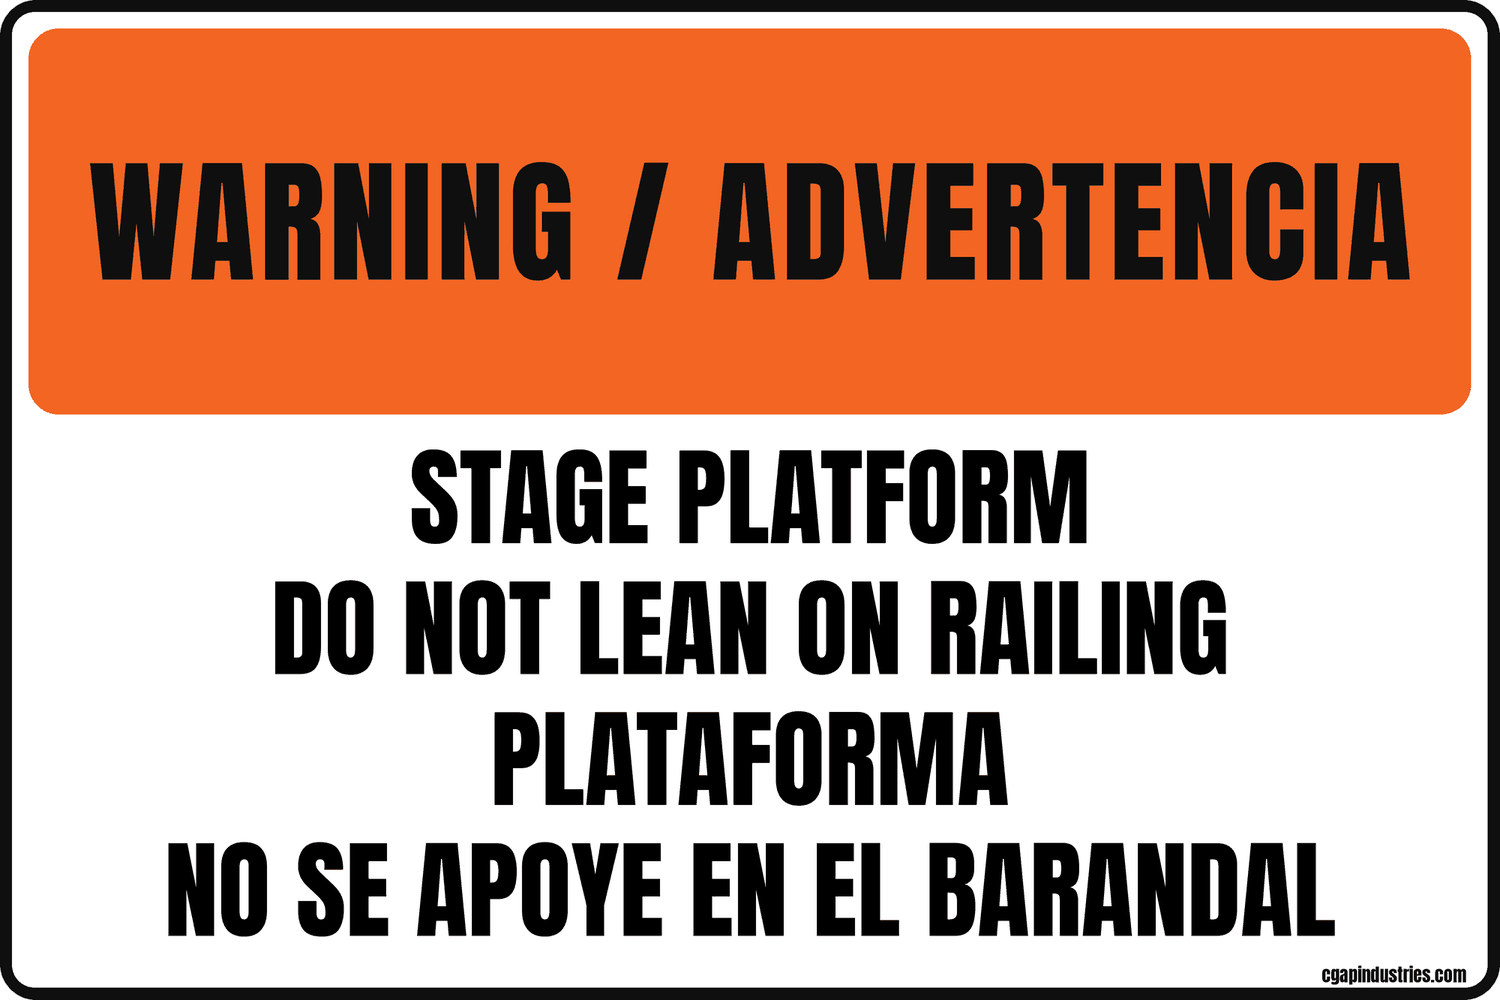 WARNING / ADVERTENCIA
STAGE PLATFORM
DO NOT LEAN ON RAILING
PLATAFORMA
NO SE APOYE EN EL BARANDAL
cgapindustries.com